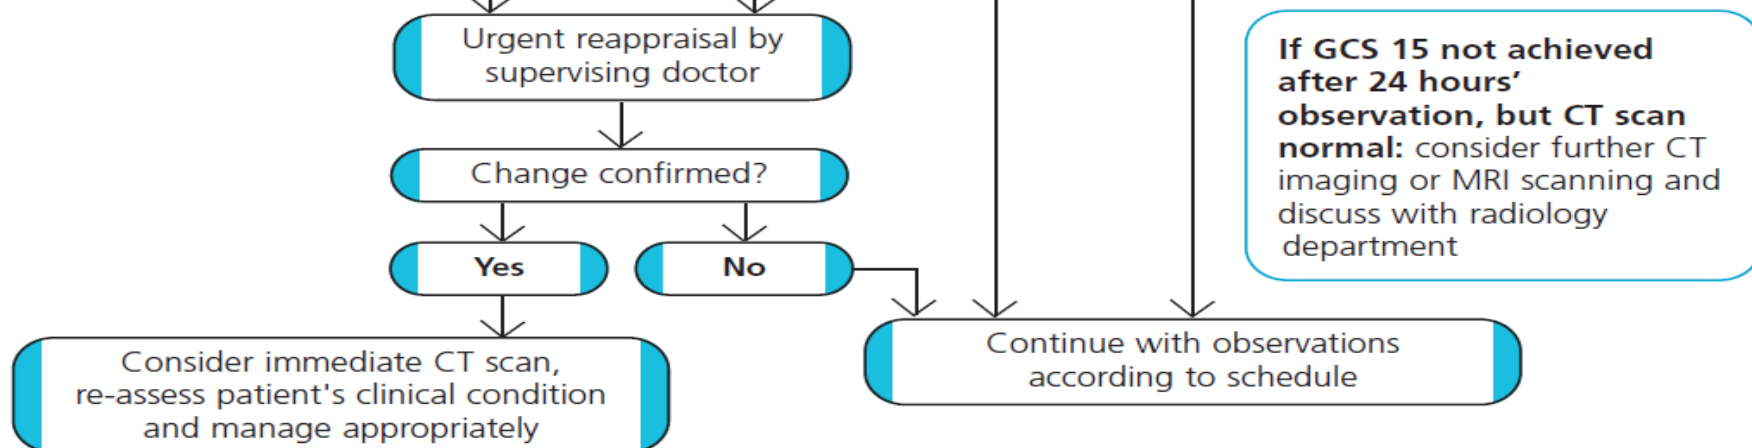 Urgent reappraisal by
supervising doctor
Change confirmed?
Yes
No
Consider immediate CT scan,
re-assess patient's clinical condition
and manage appropriately
Continue with observations
according to schedule
If GCS 15 not achieved
after 24 hours’
observation, but CT scan
normal: consider further CT
imaging or MRI scanning and
discuss with radiology
department